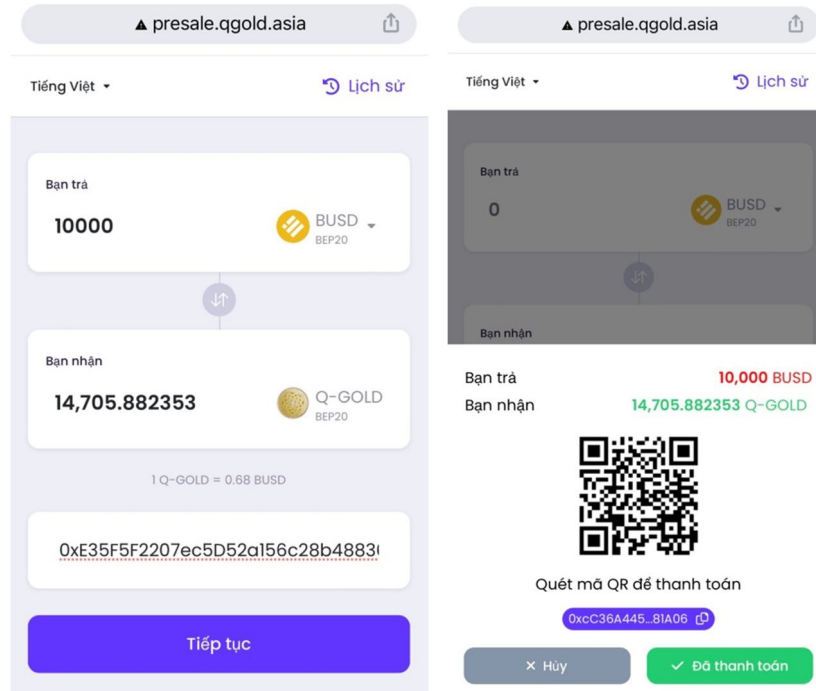 presale.qgold.asia
Tiếng Việt
Lịch sử
Bạn trả
10000
BUSD
BEP20
Bạn nhận
14,705.882353
Q-GOLD
BEP20
1 Q-GOLD = 0.68 BUSD
0xE35F5F2207ec5D52a156c28b4883
Tiếp tục
presale.qgold.asia
Tiếng Việt
Lịch sử
Bạn trả
0
BUSD
BEP20
Bạn nhận
Bạn trả 10,000 BUSD
Bạn nhận 14,705.882353 Q-GOLD
Quét mã QR để thanh toán
0xcC36A445...81A06
Hủy
Đã thanh toán